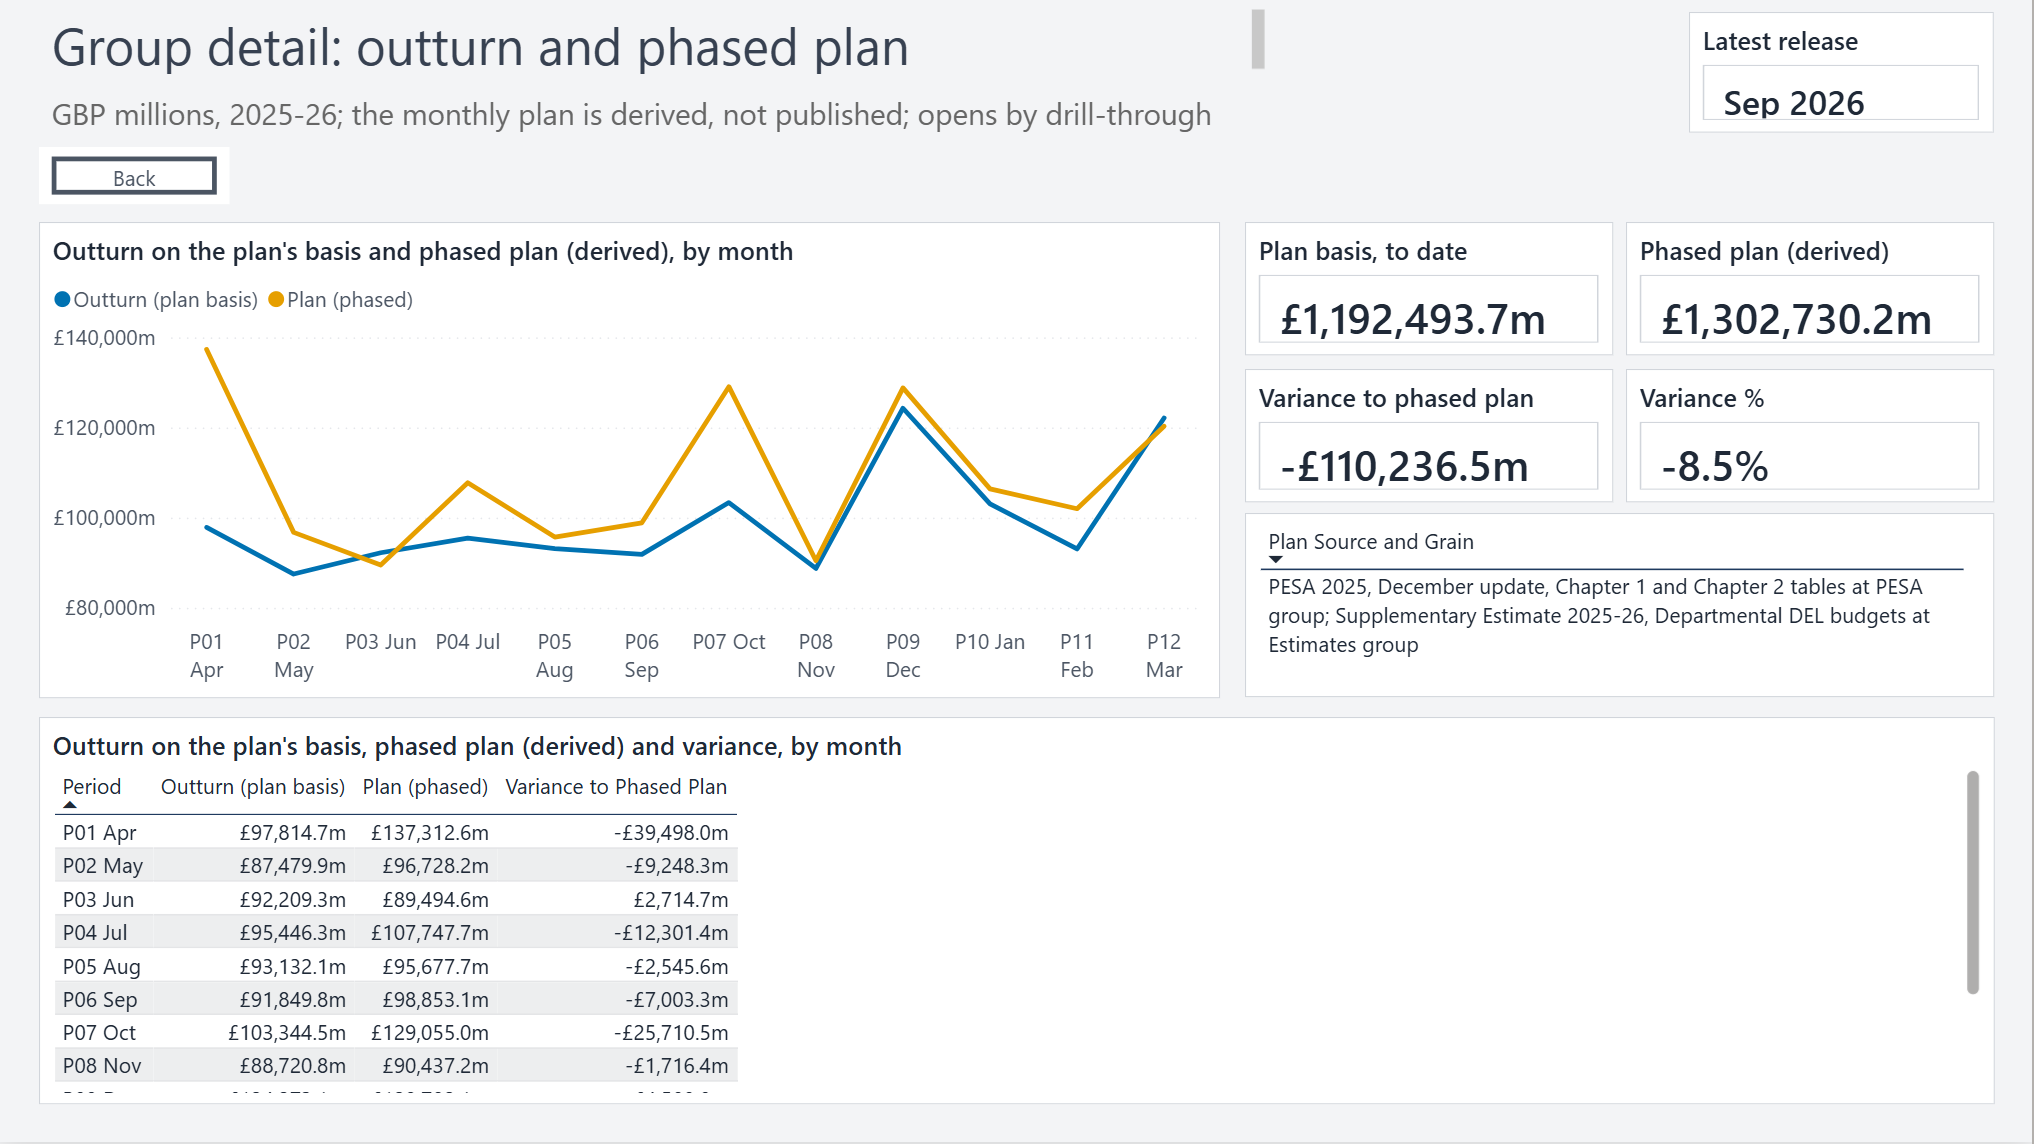 Group detail: outturn and phased plan
GBP millions, 2025-26; the monthly plan is derived, not published; opens by drill-through
Latest release
Sep 2026
Back
Outturn on the plan's basis and phased plan (derived), by month
Outturn (plan basis) Plan (phased)
£140,000m
£120,000m
£100,000m
£80,000m
P01 Apr
P02 May
P03 Jun
P04 Jul
P05 Aug
P06 Sep
P07 Oct
P08 Nov
P09 Dec
P10 Jan
P11 Feb
P12 Mar
Plan basis, to date
£1,192,493.7m
Phased plan (derived)
£1,302,730.2m
Variance to phased plan
-£110,236.5m
Variance %
-8.5%
Plan Source and Grain
PESA 2025, December update, Chapter 1 and Chapter 2 tables at PESA
group; Supplementary Estimate 2025-26, Departmental DEL budgets at
Estimates group
Outturn on the plan's basis, phased plan (derived) and variance, by month
Period Outturn (plan basis) Plan (phased) Variance to Phased Plan
P01 Apr £97,814.7m £137,312.6m -£39,498.0m
P02 May £87,479.9m £96,728.2m -£9,248.3m
P03 Jun £92,209.3m £89,494.6m £2,714.7m
P04 Jul £95,446.3m £107,747.7m -£12,301.4m
P05 Aug £93,132.1m £95,677.7m -£2,545.6m
P06 Sep £91,849.8m £98,853.1m -£7,003.3m
P07 Oct £103,344.5m £129,055.0m -£25,710.5m
P08 Nov £88,720.8m £90,437.2m -£1,716.4m